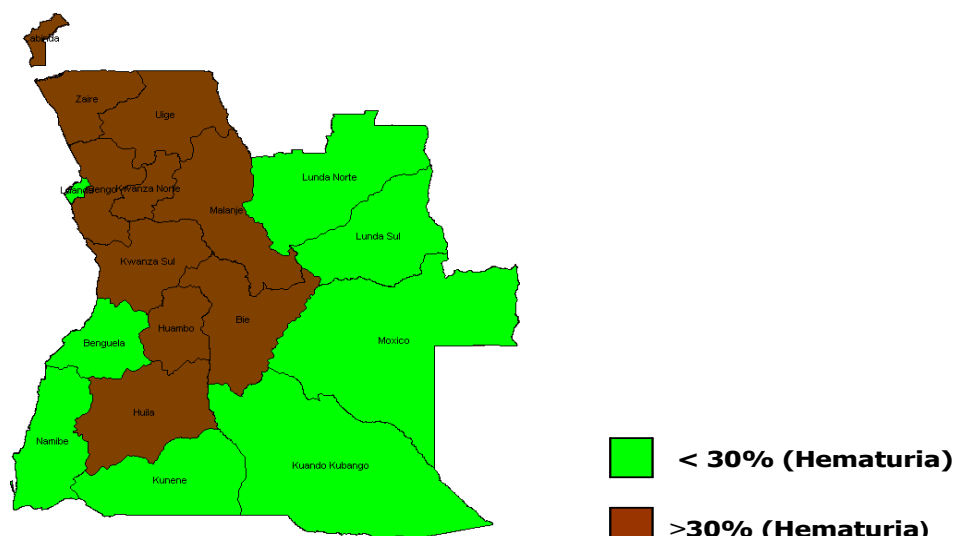 Cabinda
Zaire
Uige
Lunda Norte
Luanda Bengo Kwanza Norte
Malanje
Lunda Sul
Kwanza Sul
Bie
Huambo
Benguela
Moxico
Huila
Namibe
Kuando Kubango
Kunene
< 30% (Hematuria)
>30% (Hematuria)